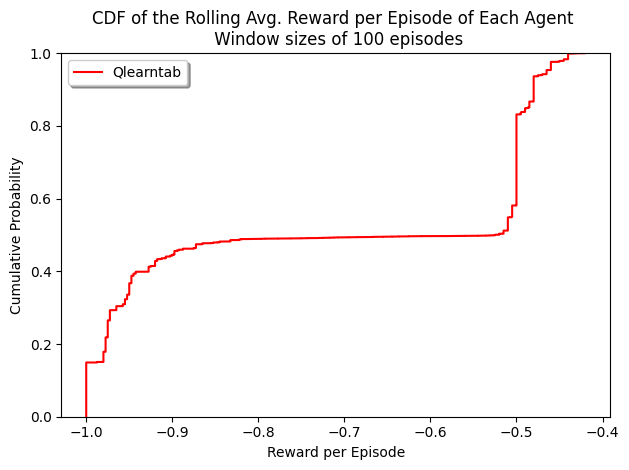 CDF of the Rolling Avg. Reward per Episode of Each Agent
Window sizes of 100 episodes
Qlearntab
Cumulative Probability
1.0
0.8
0.6
0.4
0.2
0.0
−1.0 −0.9 −0.8 −0.7 −0.6 −0.5 −0.4
Reward per Episode